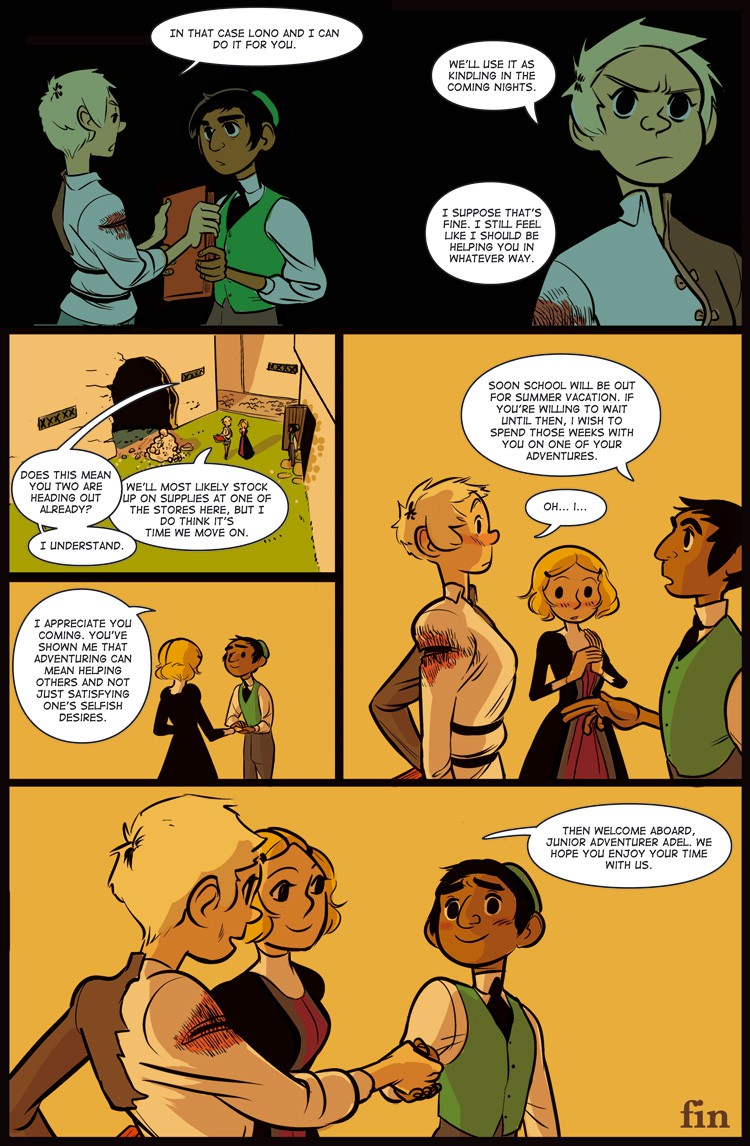 IN THAT CASE LONO AND I CAN
DO IT FOR YOU.
WE'LL USE IT AS
KINDLING IN THE
COMING NIGHTS.
I SUPPOSE THAT'S
FINE. I STILL FEEL
LIKE I SHOULD BE
HELPING YOU IN
WHATEVER WAY.
DOES THIS MEAN
YOU TWO ARE
HEADING OUT
ALREADY?
WE'LL MOST LIKELY STOCK
UP ON SUPPLIES AT ONE OF
THE STORES HERE, BUT I
DO THINK IT'S
TIME WE MOVE ON.
I UNDERSTAND.
I APPRECIATE YOU
COMING. YOU'VE
SHOWN ME THAT
ADVENTURING CAN
MEAN HELPING
OTHERS AND NOT
JUST SATISFYING
ONE'S SELFISH
DESIRES.
SOON SCHOOL WILL BE OUT
FOR SUMMER VACATION. IF
YOU'RE WILLING TO WAIT
UNTIL THEN, I WISH TO
SPEND THOSE WEEKS WITH
YOU ON ONE OF YOUR
ADVENTURES.
OH... I...
THEN WELCOME ABOARD,
JUNIOR ADVENTURER ADEL. WE
HOPE YOU ENJOY YOUR TIME
WITH US.
fin